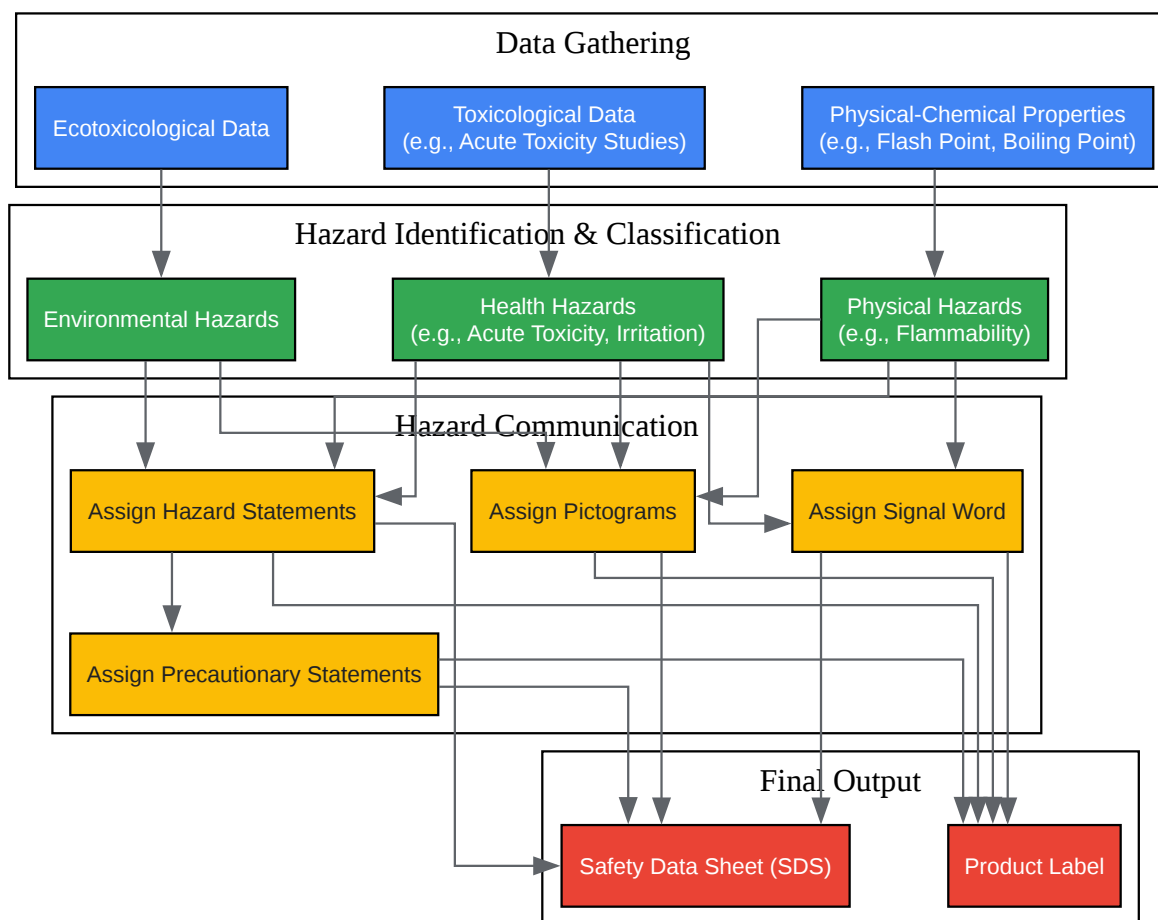 Data Gathering
Ecotoxicological Data
Toxicological Data
(e.g., Acute Toxicity Studies)
Physical-Chemical Properties
(e.g., Flash Point, Boiling Point)
Hazard Identification & Classification
Environmental Hazards
Health Hazards
(e.g., Acute Toxicity, Irritation)
Physical Hazards
(e.g., Flammability)
Hazard Communication
Assign Hazard Statements
Assign Pictograms
Assign Signal Word
Assign Precautionary Statements
Final Output
Safety Data Sheet (SDS)
Product Label